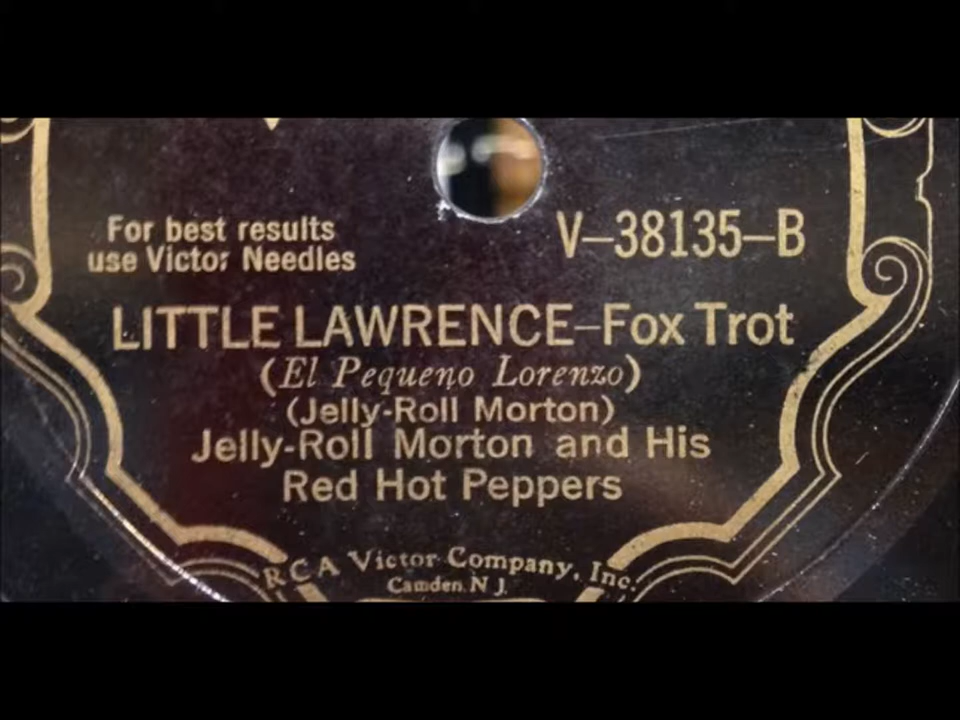 For best results
use Victor Needles
V-38135-B
LITTLE LAWRENCE-Fox Trot
(El Pequeno Lorenzo)
(Jelly-Roll Morton)
Jelly-Roll Morton and His
Red Hot Peppers
RCA Victor Company, Inc.
Camden. N J.